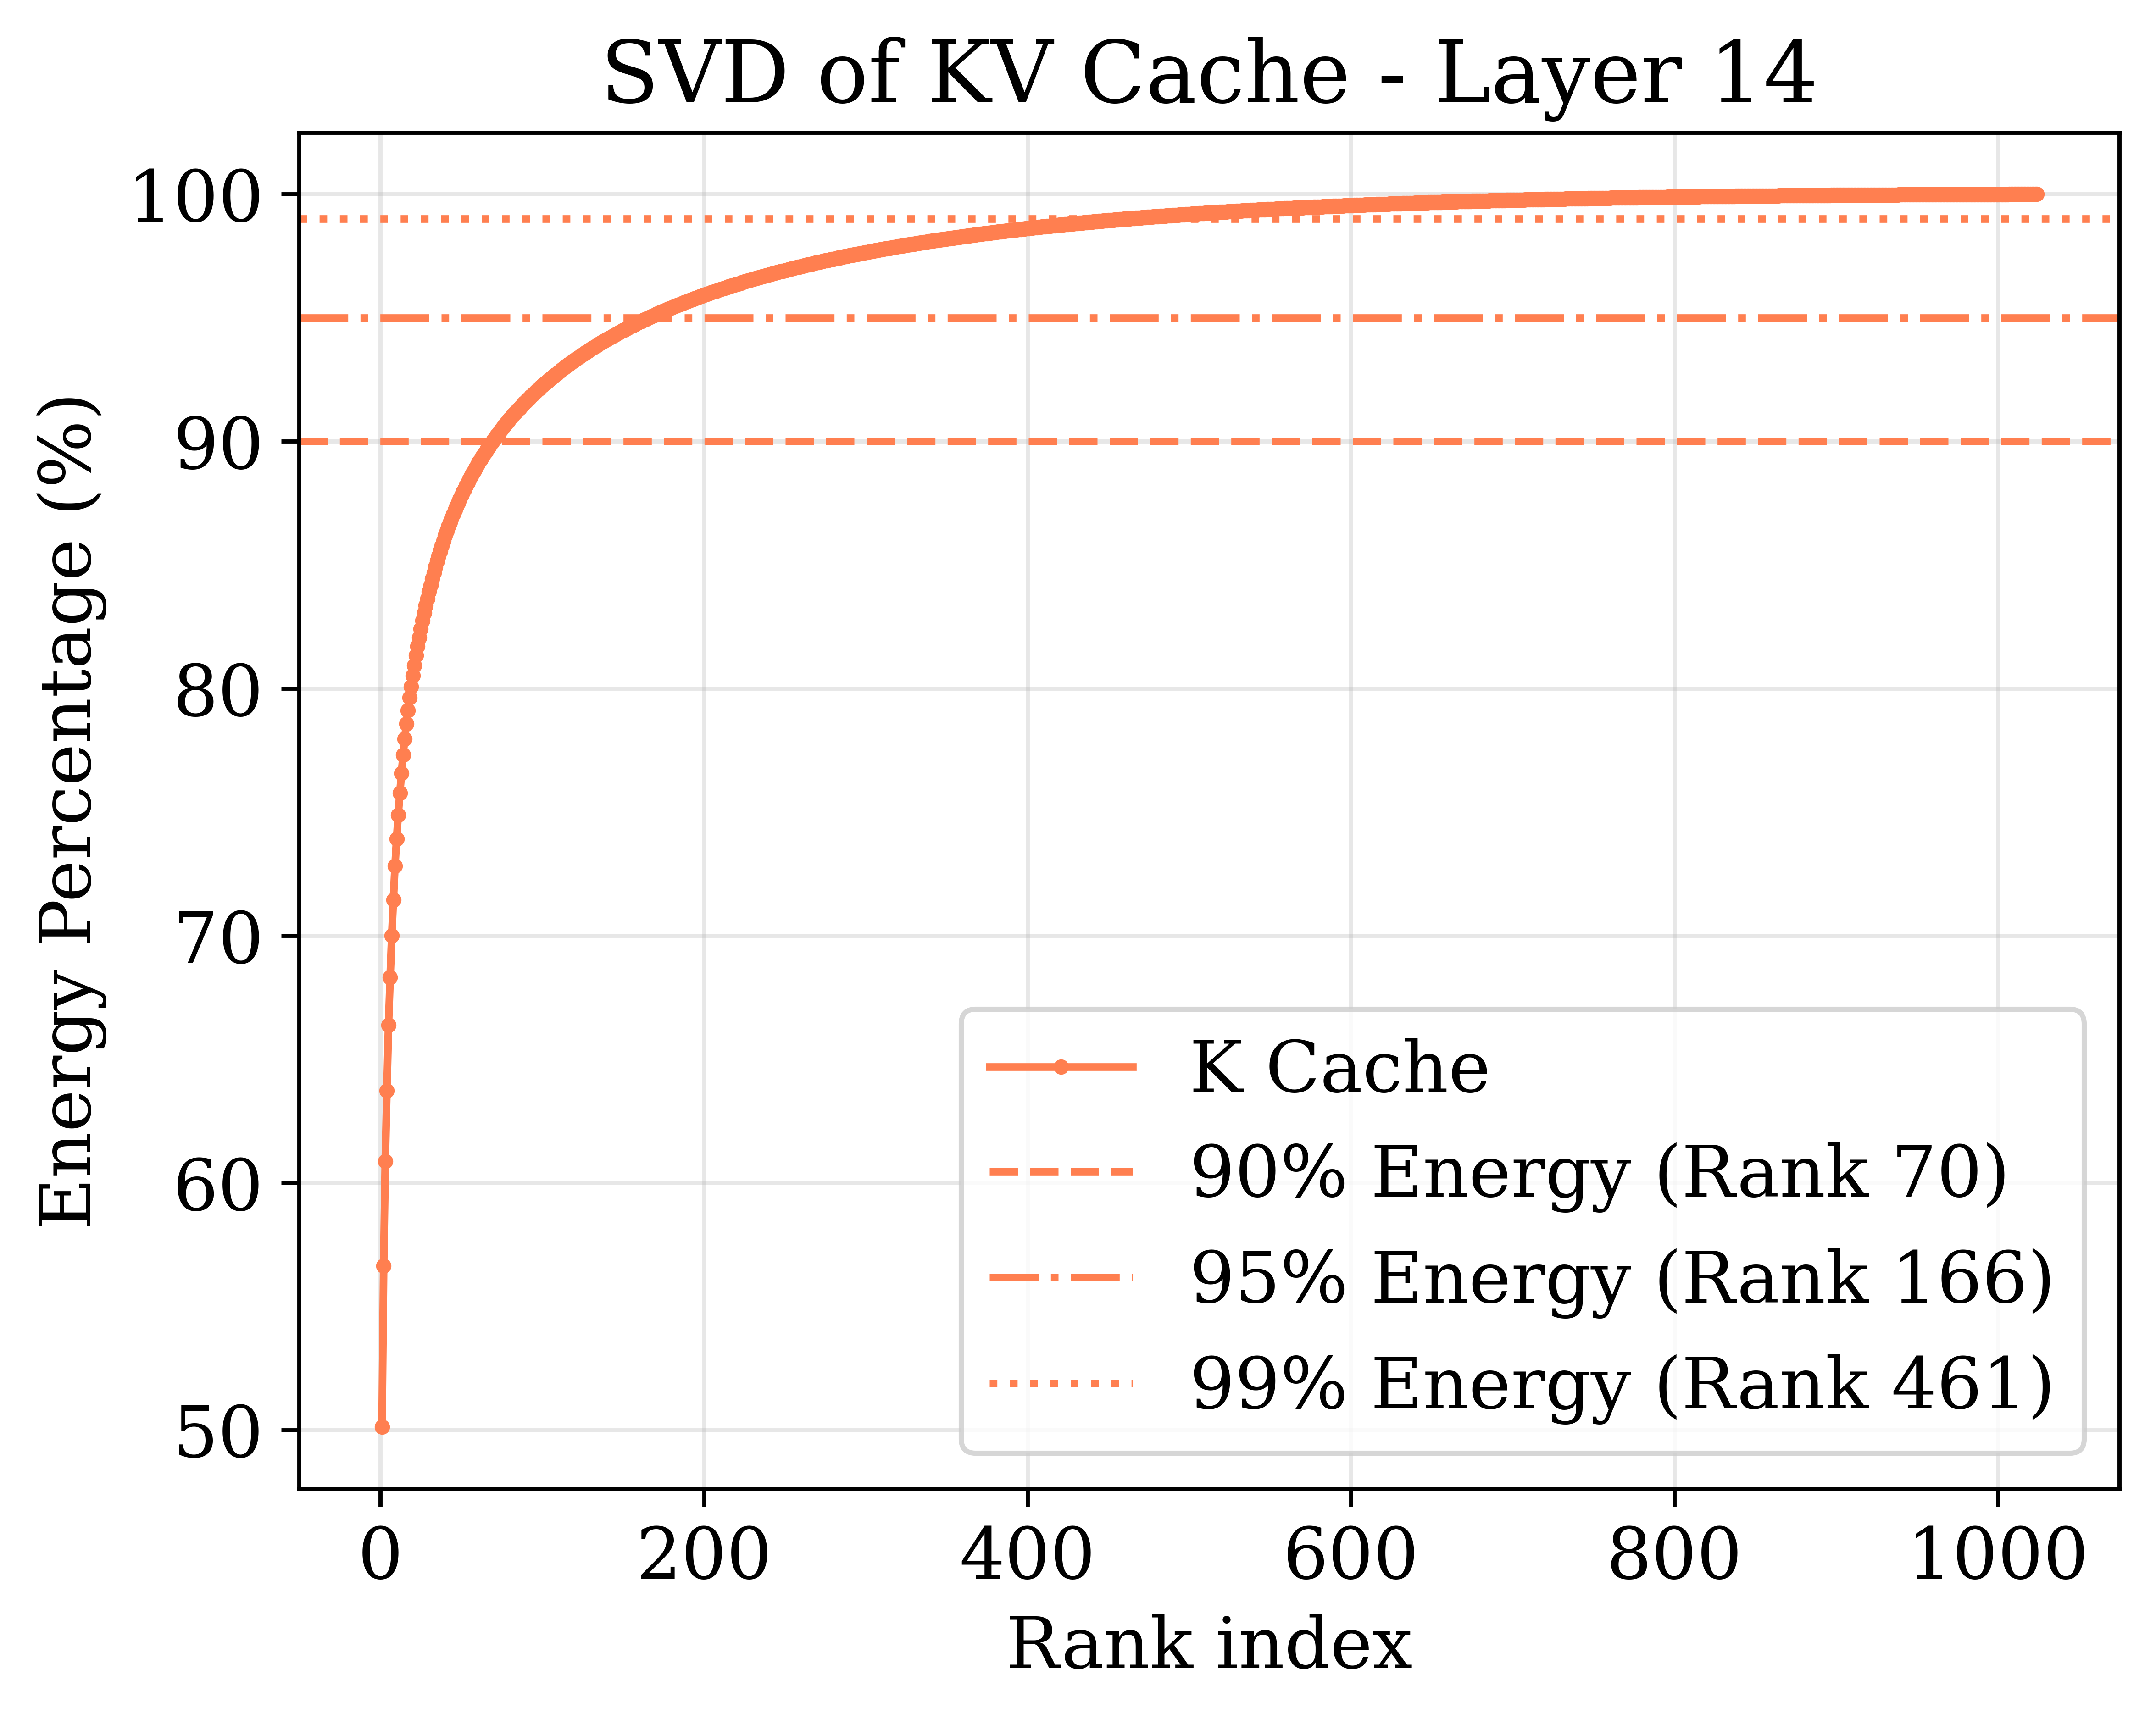 SVD of KV Cache - Layer 14
Energy Percentage (%)
100
90
80
70
60
50
K Cache
90% Energy (Rank 70)
95% Energy (Rank 166)
99% Energy (Rank 461)
0 200 400 600 800 1000
Rank index